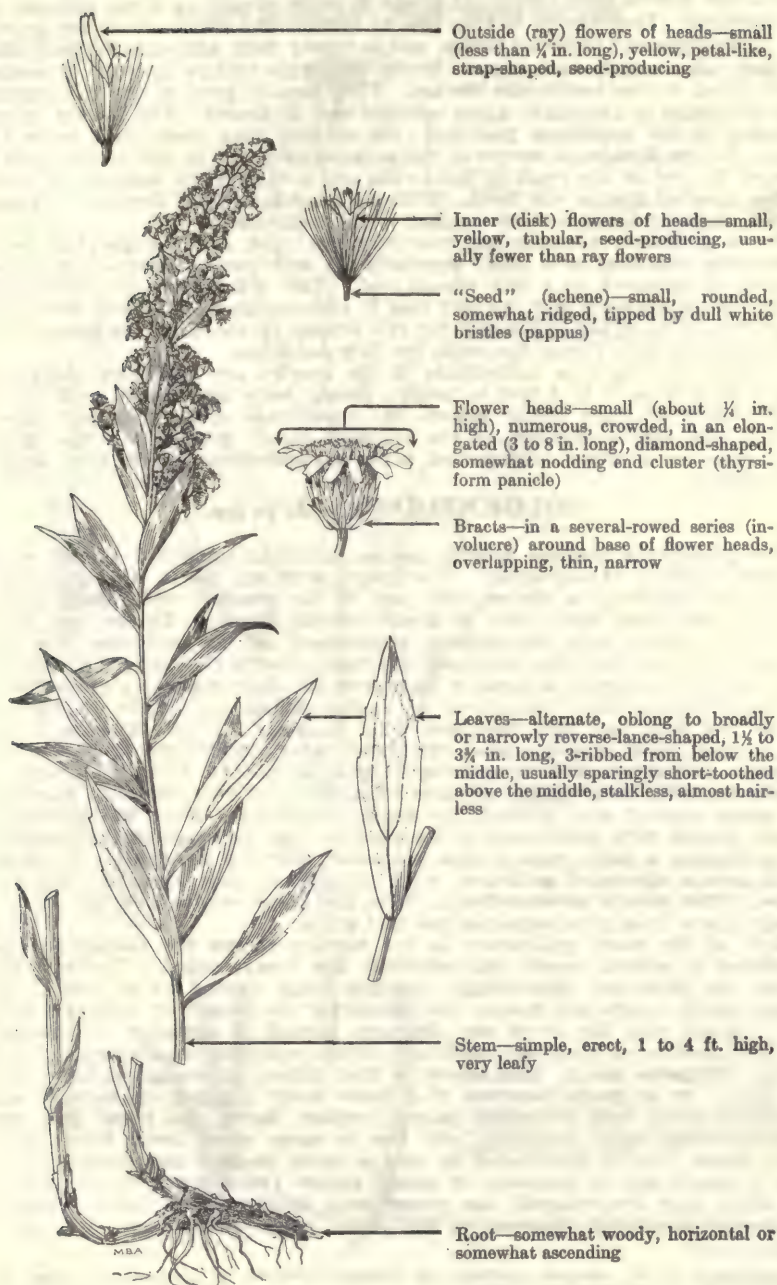 Outside (ray) flowers of heads—small
(less than ¼ in. long), yellow, petal-like,
strap-shaped, seed-producing
Inner (disk) flowers of heads—small,
yellow, tubular, seed-producing, usu-
ally fewer than ray flowers
"Seed" (achene)—small, rounded,
somewhat ridged, tipped by dull white
bristles (pappus)
Flower heads—small (about ¼ in.
high), numerous, crowded, in an elon-
gated (3 to 8 in. long), diamond-shaped,
somewhat nodding end cluster (thyrsi-
form panicle)
Bracts—in a several-rowed series (in-
volucre) around base of flower heads,
overlapping, thin, narrow
Leaves—alternate, oblong to broadly
or narrowly reverse-lance-shaped, 1½ to
3¾ in. long, 3-ribbed from below the
middle, usually sparingly short-toothed
above the middle, stalkless, almost hair-
less
Stem—simple, erect, 1 to 4 ft. high,
very leafy
Root—somewhat woody, horizontal or
somewhat ascending
MBA